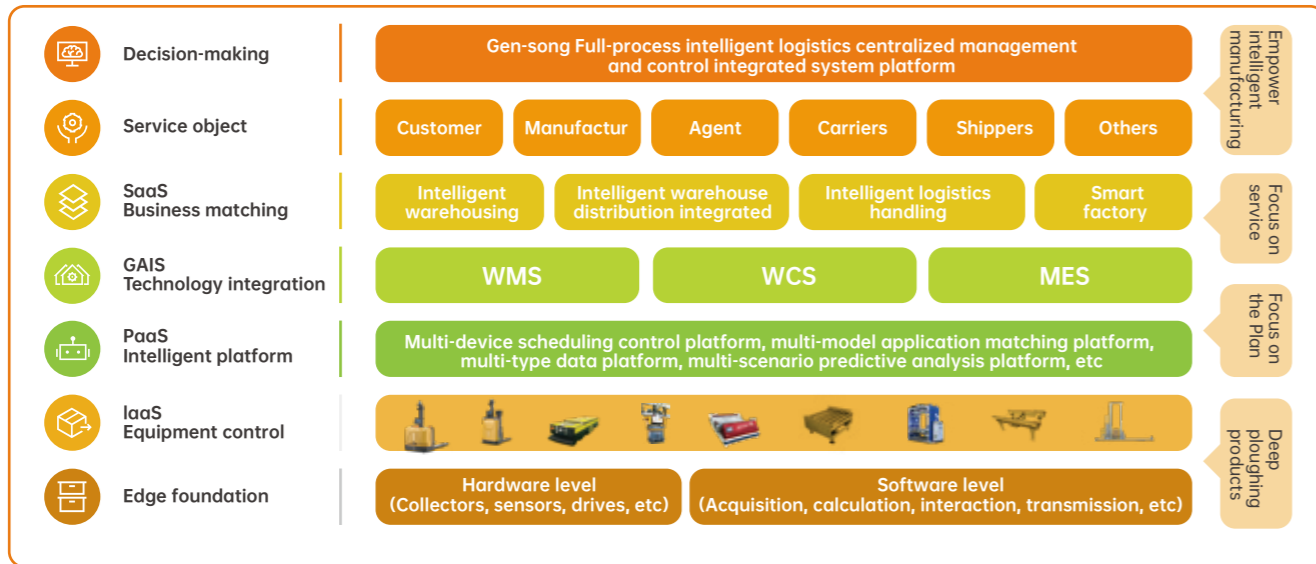 Decision-making
Gen-song Full-process intelligent logistics centralized management
and control integrated system platform
Empower
intelligent
manufacturing
Service object
Customer
Manufactur
Agent
Carriers
Shippers
Others
SaaS
Business matching
Intelligent
warehousing
Intelligent warehouse
distribution integrated
Intelligent logistics
handling
Smart
factory
Focus on
service
GAIS
Technology integration
WMS
WCS
MES
Focus on
the Plan
PaaS
Intelligent platform
Multi-device scheduling control platform, multi-model application matching platform,
multi-type data platform, multi-scenario predictive analysis platform, etc
IaaS
Equipment control
Deep
ploughing
products
Edge foundation
Hardware level
(Collectors, sensors, drives, etc)
Software level
(Acquisition, calculation, interaction, transmission, etc)